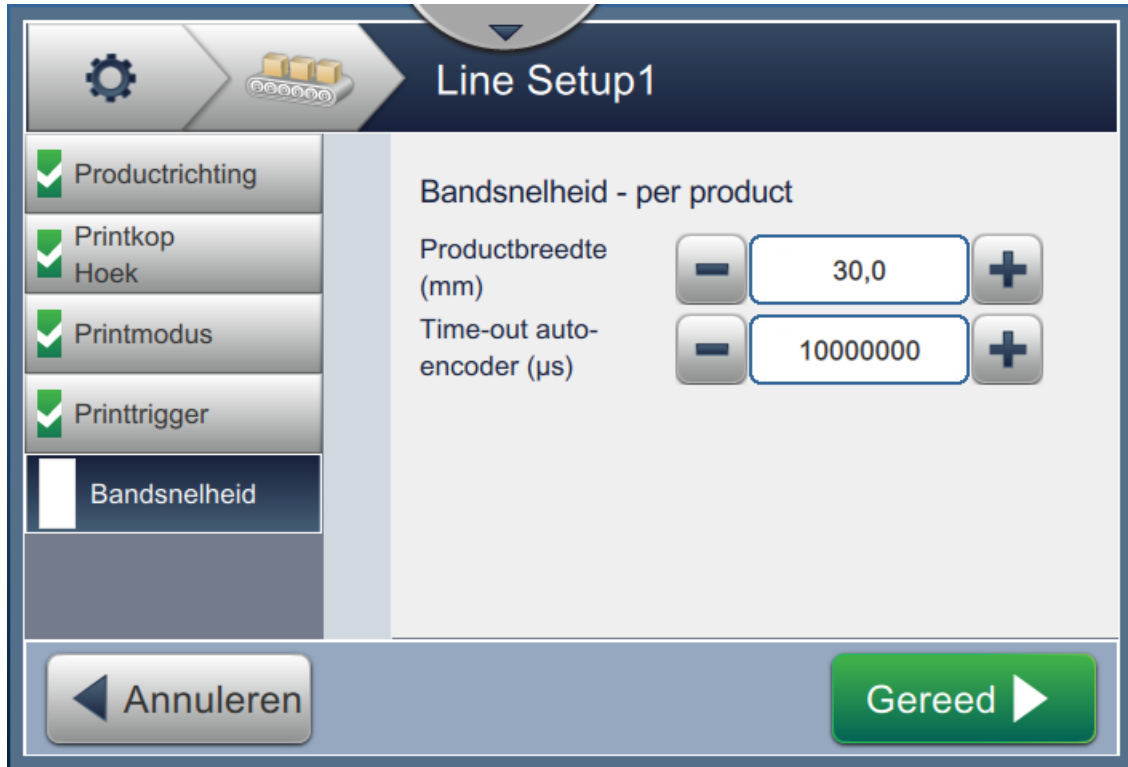 Line Setup1
Productrichting
Printkop
Hoek
Printmodus
Printtrigger
Bandsnelheid
Bandsnelheid - per product
Productbreedte
(mm)
30,0
Time-out auto-
encoder (µs)
10000000
Annuleren
Gereed